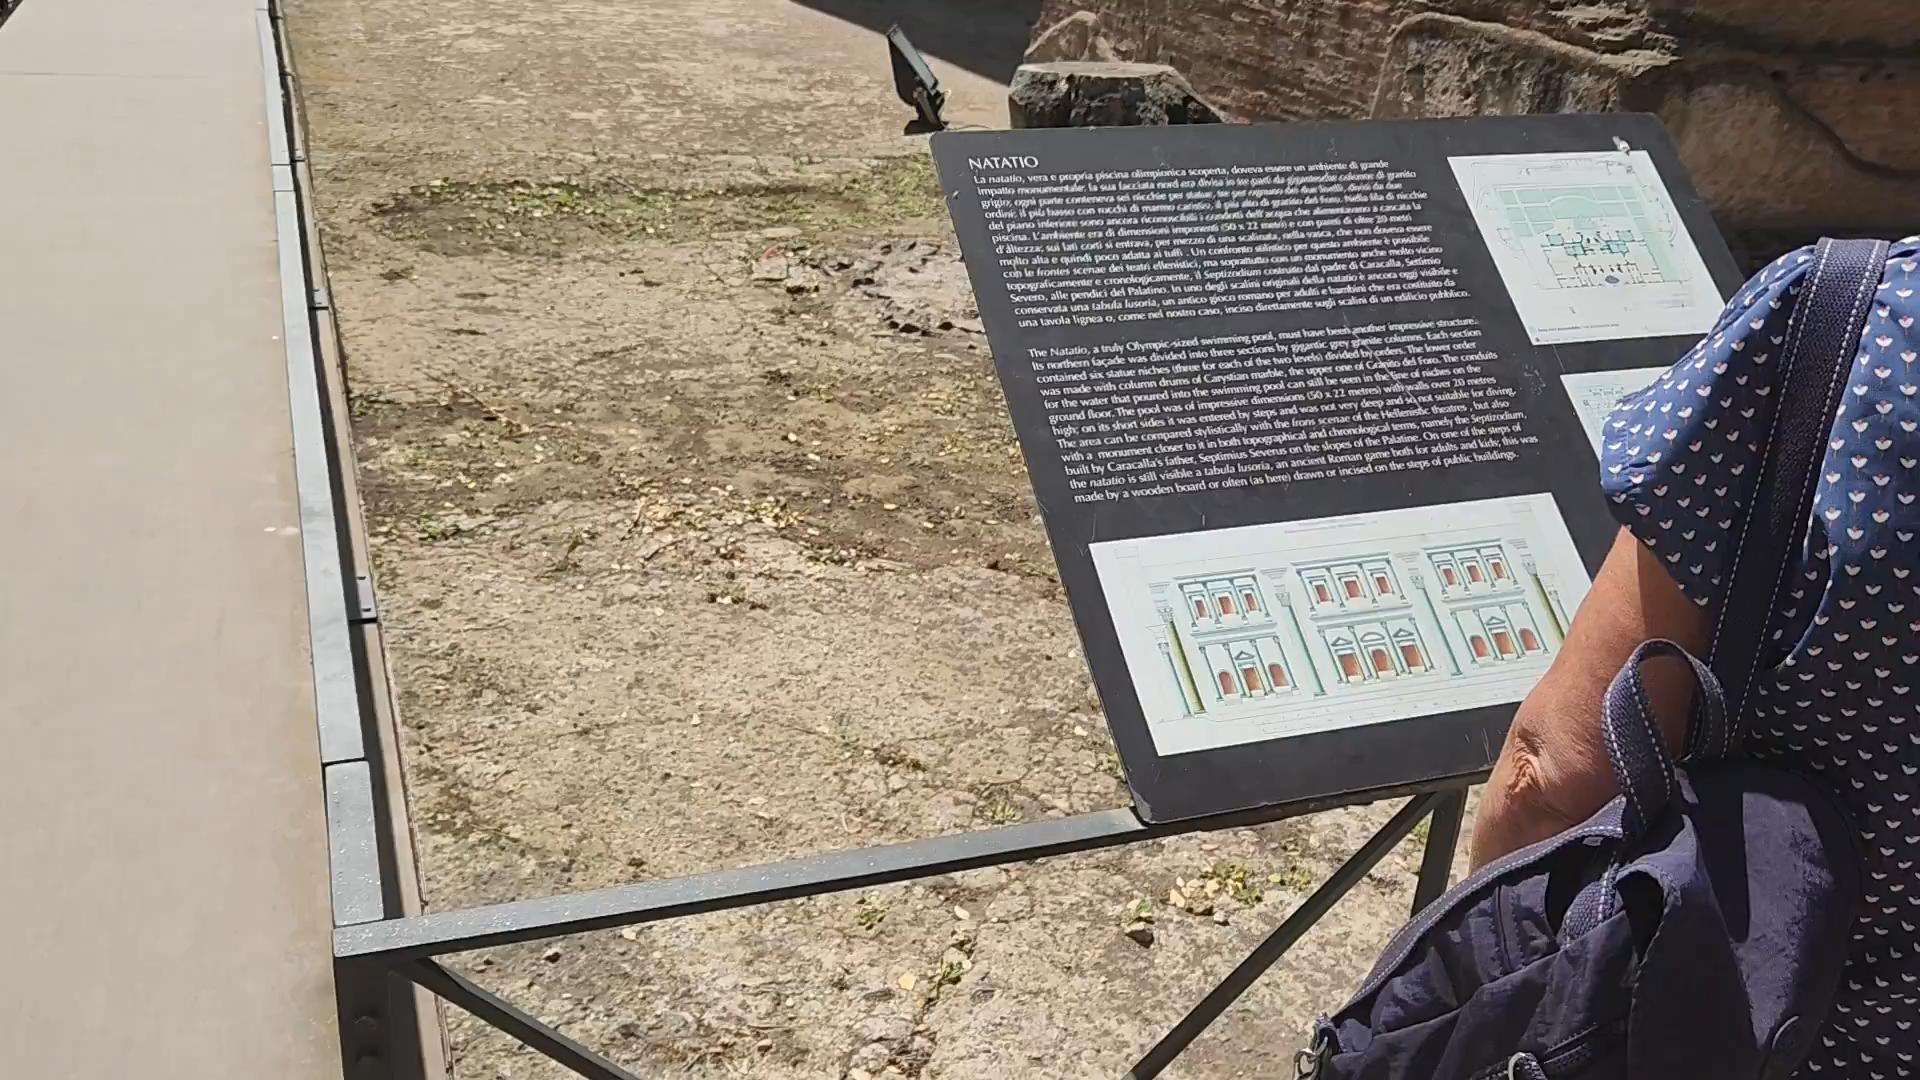 NATATIO
La natatio, vera e propria piscina olimpionica scoperta, doveva essere un ambiente di grande
impatto monumentale: la sua facciata nord era divisa in tre parti da gigantesche colonne di granito
grigio; ogni parte conteneva sei nicchie per statue, tre per ognuno dei due livelli, divisi da due
ordini: il più basso con rocchi di marmo caristio, il più alto di granito del Foro. Nella fila di nicchie
del piano inferiore sono ancora riconoscibili i condotti dell'acqua che alimentavano a cascata la
piscina. L'ambiente era di dimensioni imponenti (50 x 22 metri) e con pareti di oltre 20 metri
d'altezza; sui lati corti si entrava, per mezzo di una scalinata, nella vasca, che non doveva essere
molto alta e quindi poco adatta ai tuffi . Un confronto stilistico per questo ambiente è possibile
con le frontes scenae dei teatri ellenistici, ma soprattutto con un monumento anche molto vicino
topograficamente e cronologicamente, il Septizodium costruito dal padre di Caracalla, Settimio
Severo, alle pendici del Palatino. In uno degli scalini originali della natatio è ancora oggi visibile e
conservata una tabula lusoria, un antico gioco romano per adulti e bambini che era costituito da
una tavola lignea o, come nel nostro caso, inciso direttamente sugli scalini di un edificio pubblico.
The Natatio, a truly Olympic-sized swimming pool, must have been another impressive structure.
Its northern façade was divided into three sections by gigantic grey granite columns. Each section
contained six statue niches (three for each of the two levels) divided by orders. The lower order
was made with column drums of Carystian marble, the upper one of Granito del Foro. The conduits
for the water that poured into the swimming pool can still be seen in the line of niches on the
ground floor. The pool was of impressive dimensions (50 x 22 metres) with walls over 20 metres
high; on its short sides it was entered by steps and was not very deep and so not suitable for diving.
The area can be compared stylistically with the frons scenae of the Hellenistic theatres , but also
with a monument closer to it in both topographical and chronological terms, namely the Septizodium,
built by Caracalla's father, Septimius Severus on the slopes of the Palatine. On one of the steps of
the natatio is still visible a tabula lusoria, an ancient Roman game both for adults and kids; this was
made by a wooden board or often (as here) drawn or incised on the steps of public buildings.